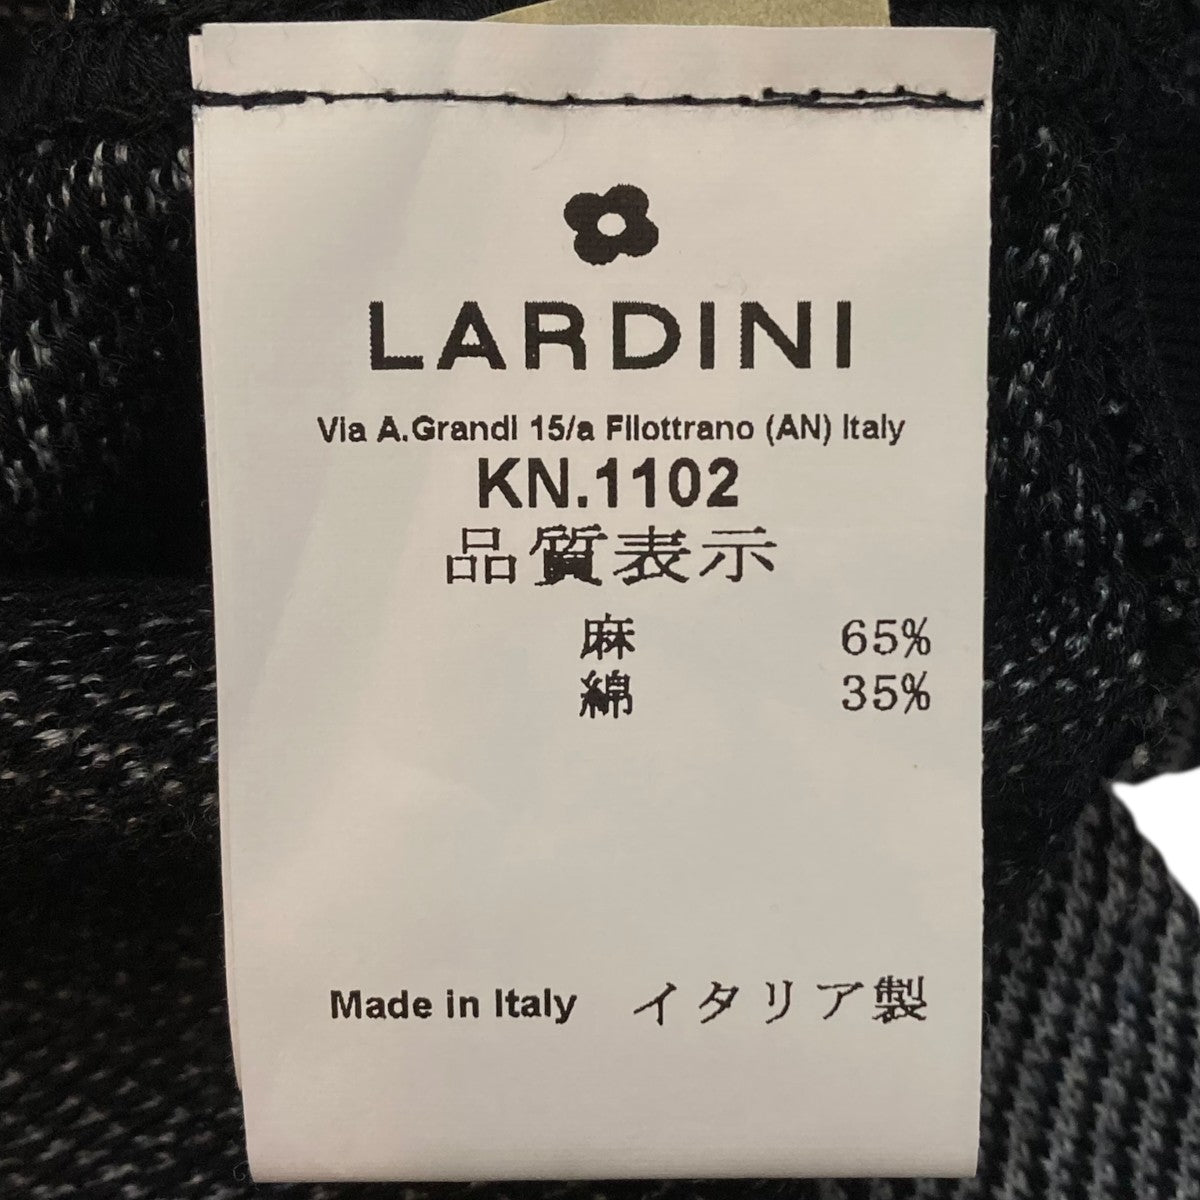 LARDINI
Via A.Grandi 15/a Filottrano (AN) Italy
KN.1102
品質表示
麻 65%
綿 35%
Made in Italy イタリア製